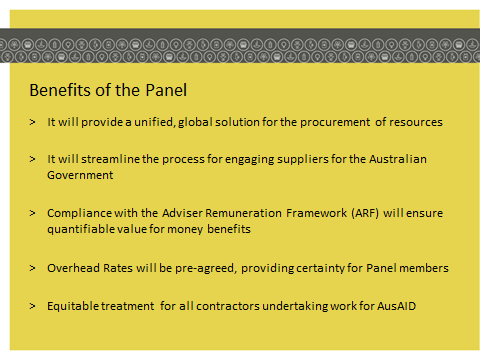 Benefits of the Panel
> It will provide a unified, global solution for the procurement of resources
> It will streamline the process for engaging suppliers for the Australian
Government
> Compliance with the Adviser Remuneration Framework (ARF) will ensure
quantifiable value for money benefits
> Overhead Rates will be pre-agreed, providing certainty for Panel members
> Equitable treatment for all contractors undertaking work for AusAID